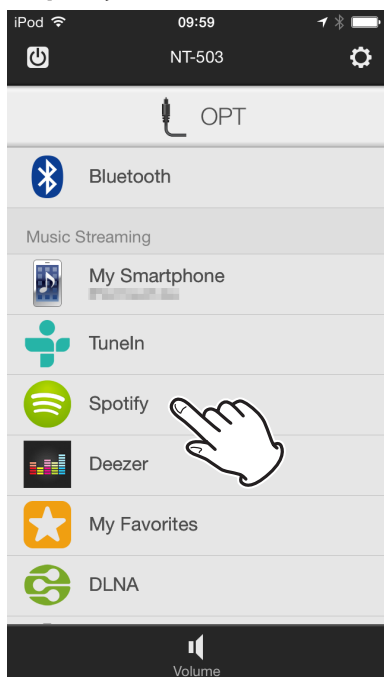 iPod 09:59
NT-503
OPT
Bluetooth
Music Streaming
My Smartphone
TuneIn
Spotify
Deezer
My Favorites
DLNA
Volume